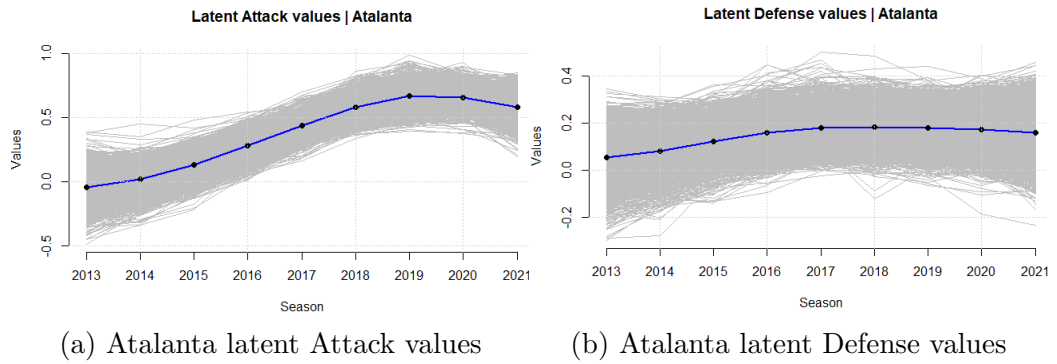 Latent Attack values | Atalanta
Values
1.0
0.5
0.0
-0.5
2013 2014 2015 2016 2017 2018 2019 2020 2021
Season
(a) Atalanta latent Attack values
Latent Defense values | Atalanta
Values
0.4
0.2
0.0
-0.2
2013 2014 2015 2016 2017 2018 2019 2020 2021
Season
(b) Atalanta latent Defense values